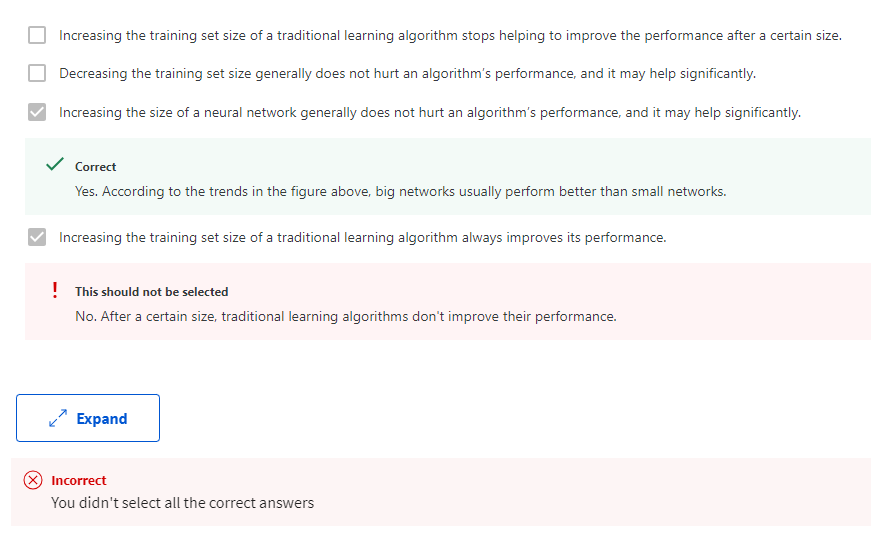 Increasing the training set size of a traditional learning algorithm stops helping to improve the performance after a certain size.
Decreasing the training set size generally does not hurt an algorithm's performance, and it may help significantly.
Increasing the size of a neural network generally does not hurt an algorithm's performance, and it may help significantly.
Correct
Yes. According to the trends in the figure above, big networks usually perform better than small networks.
Increasing the training set size of a traditional learning algorithm always improves its performance.
This should not be selected
No. After a certain size, traditional learning algorithms don't improve their performance.
Expand
Incorrect
You didn't select all the correct answers